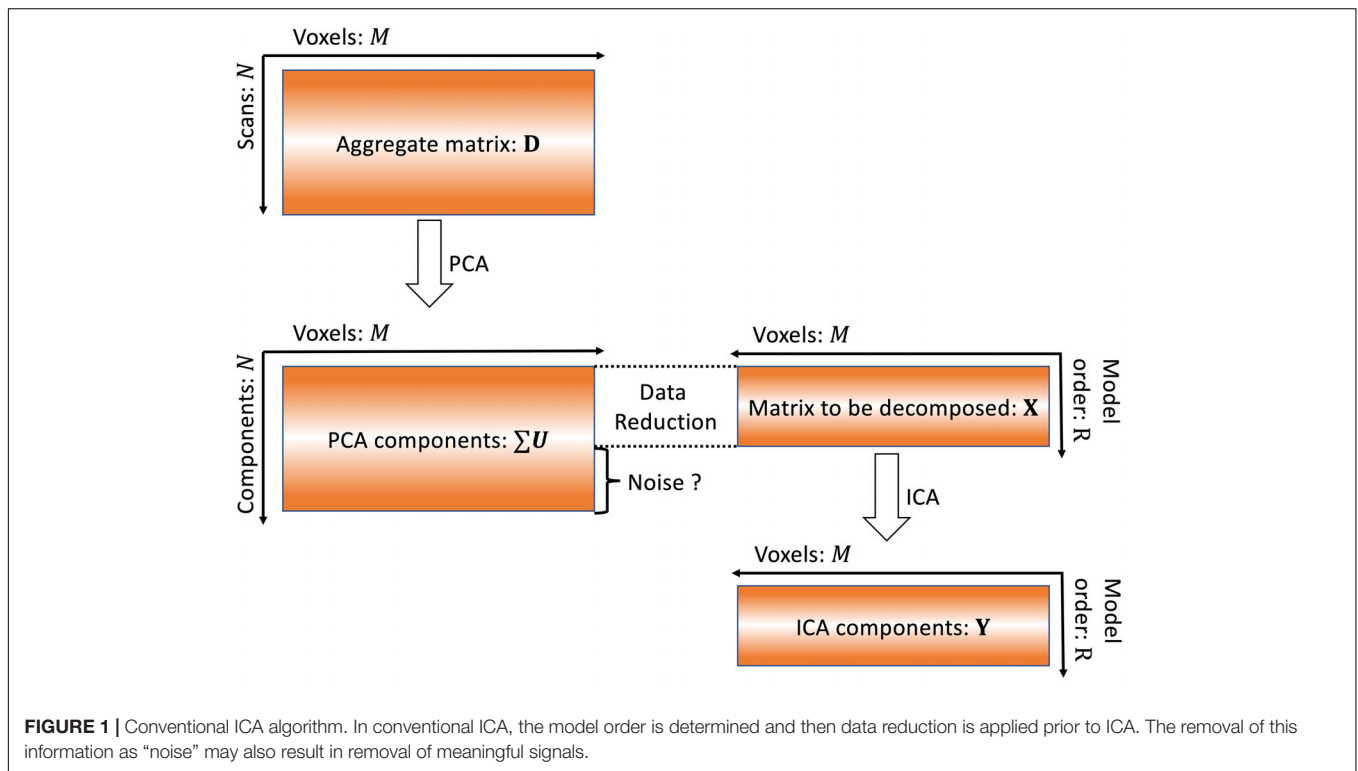 Voxels: M
Scans: N
Aggregate matrix: D
PCA
Voxels: M
Components: N
PCA components: ∑U
Data
Reduction
Noise ?
Voxels: M
Model
order: R
Matrix to be decomposed: X
ICA
Voxels: M
Model
order: R
ICA components: Y
FIGURE 1 | Conventional ICA algorithm. In conventional ICA, the model order is determined and then data reduction is applied prior to ICA. The removal of this
information as “noise” may also result in removal of meaningful signals.